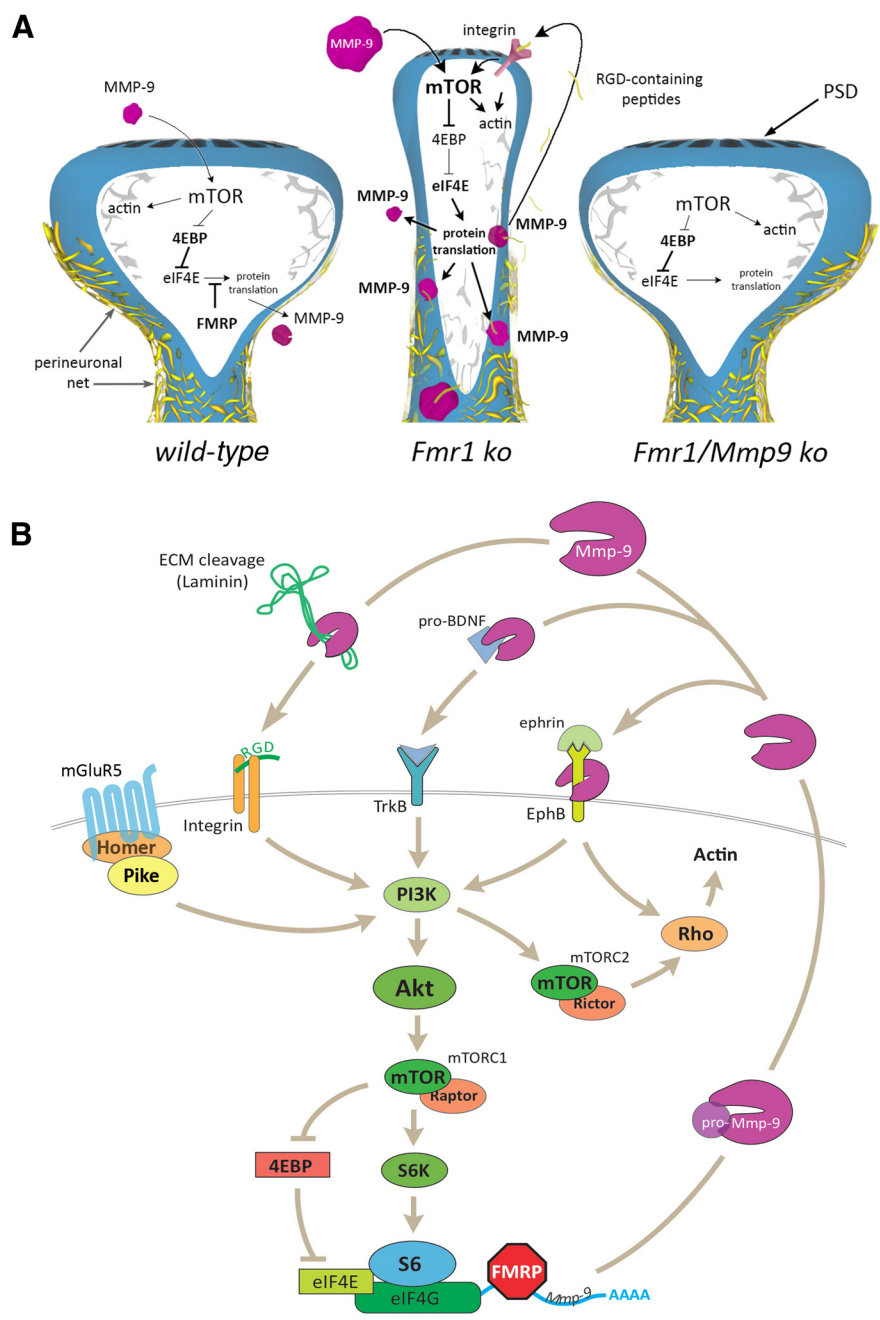 A
MMP-9
mTOR
actin
4EBP
eIF4E
protein
translation
FMRP
MMP-9
perineuronal
net
wild-type
MMP-9
integrin
RGD-containing
peptides
mTOR
actin
4EBP
eIF4E
MMP-9
protein
translation
MMP-9
MMP-9
MMP-9
Fmr1 ko
PSD
mTOR
actin
4EBP
eIF4E
protein
translation
Fmr1/Mmp9 ko
B
Mmp-9
ECM cleavage
(Laminin)
pro-BDNF
ephrin
RGD
mGluR5
Integrin
TrkB
EphB
Homer
Pike
PI3K
Actin
Rho
mTORC2
mTOR
Rictor
Akt
mTORC1
mTOR
Raptor
pro-Mmp-9
4EBP
S6K
S6
FMRP
eIF4E
eIF4G
Mmp-9
AAAA